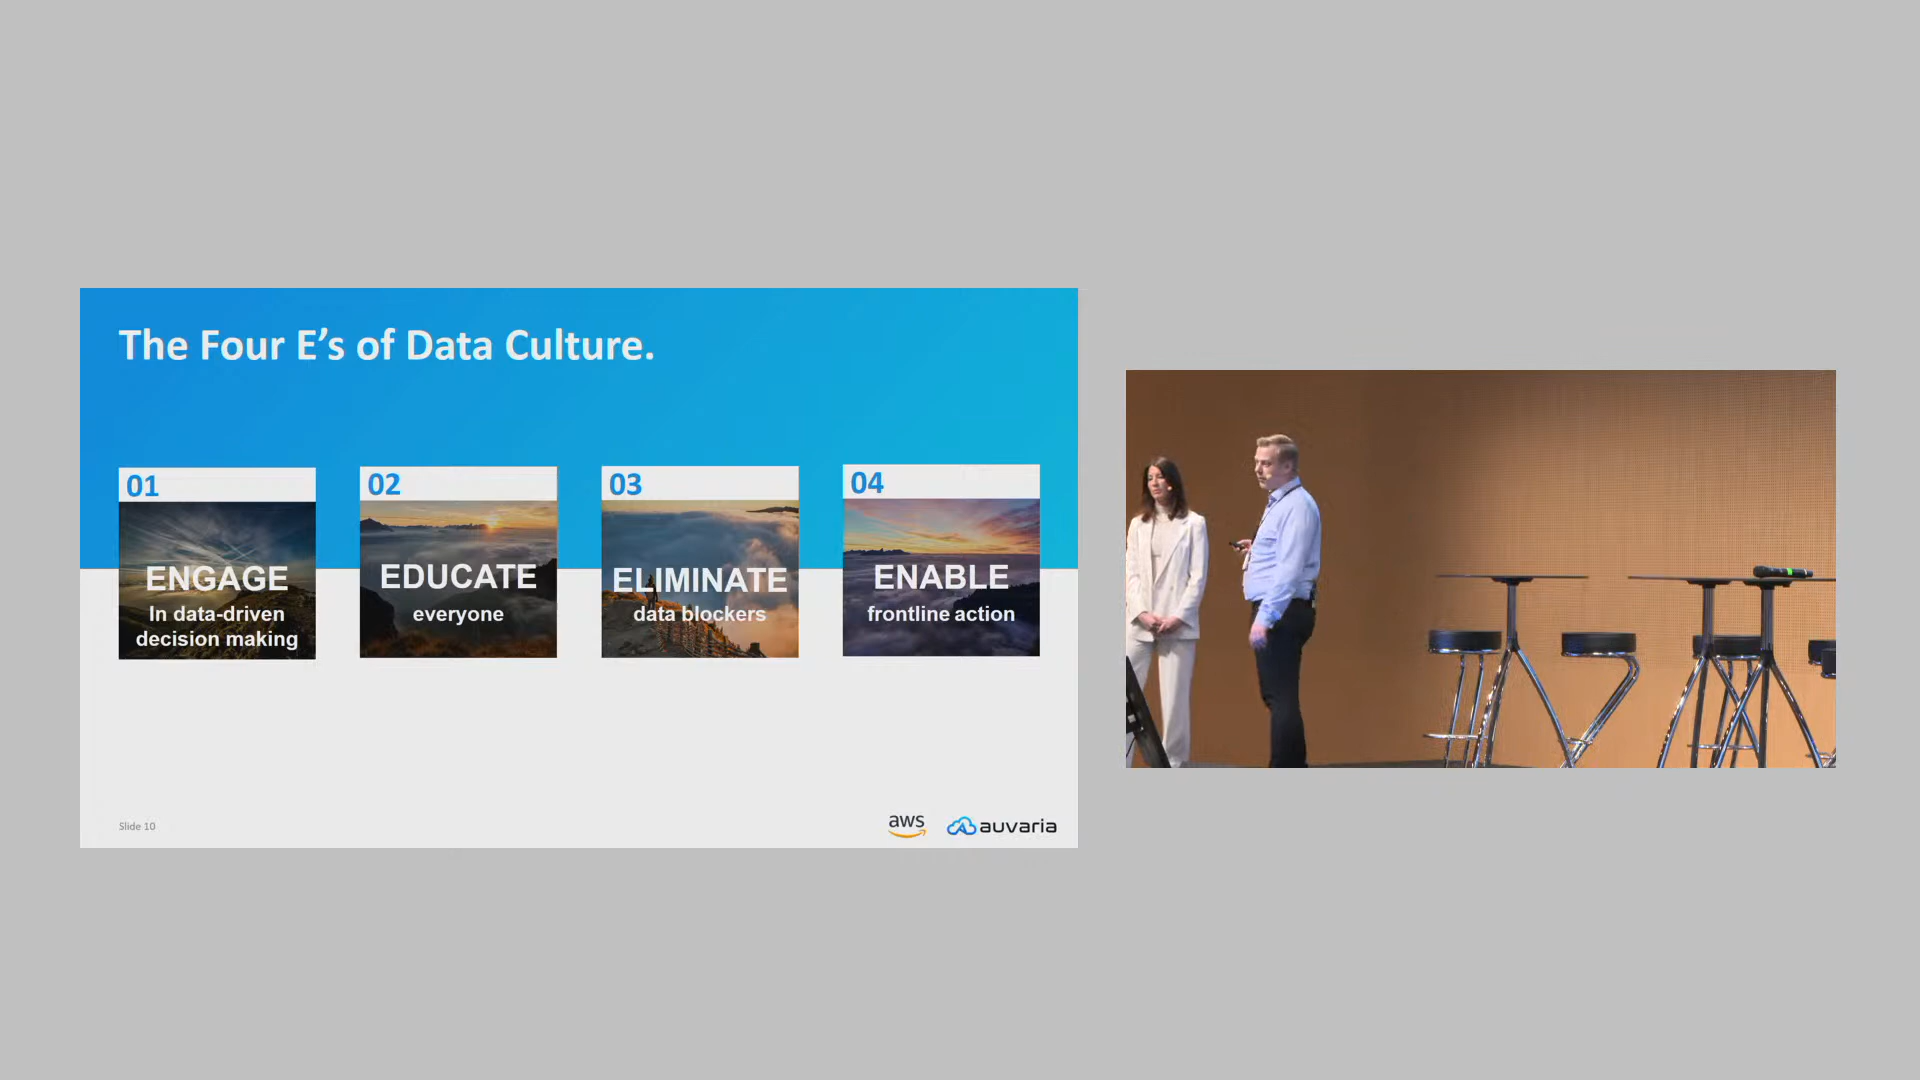 The Four E’s of Data Culture.
01
ENGAGE
In data-driven
decision making
02
EDUCATE
everyone
03
ELIMINATE
data blockers
04
ENABLE
frontline action
Slide 10
aws
auvaria